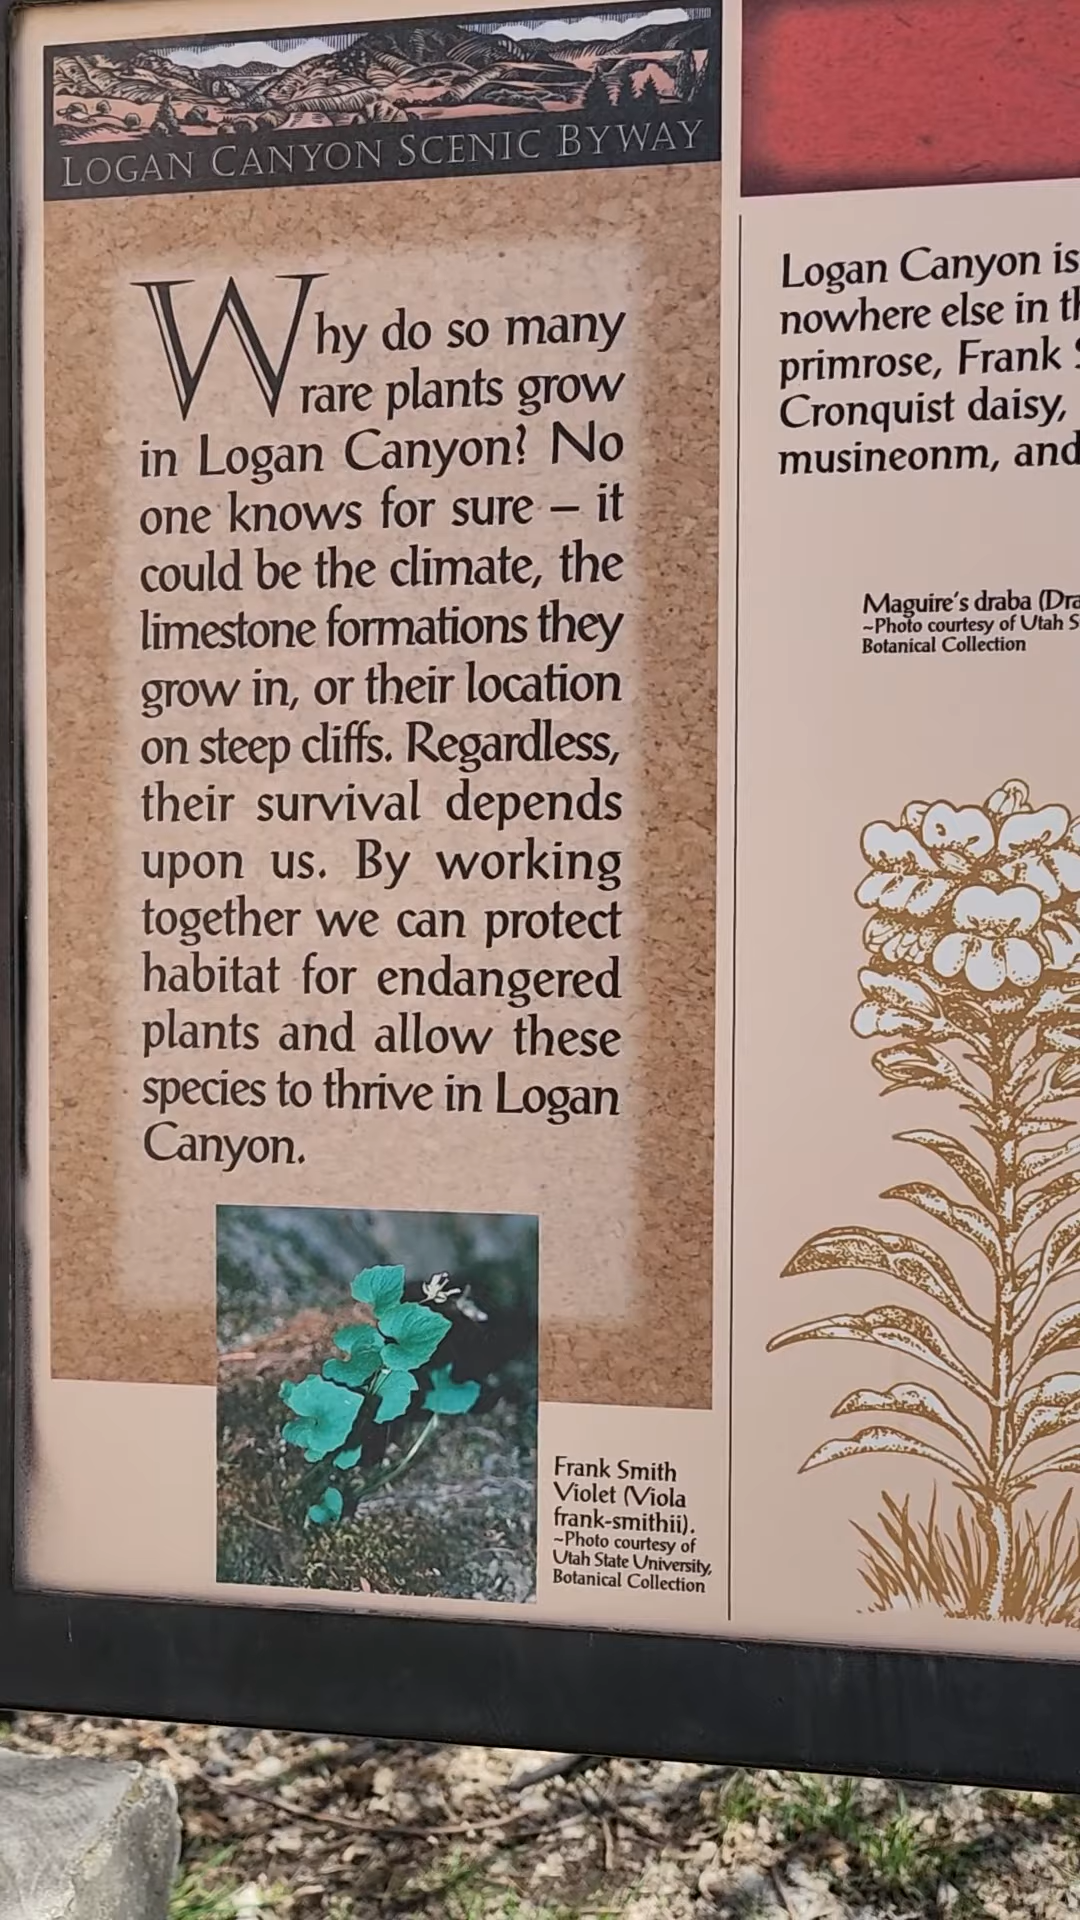 LOGAN CANYON SCENIC BYWAY
Why do so many
rare plants grow
in Logan Canyon? No
one knows for sure – it
could be the climate, the
limestone formations they
grow in, or their location
on steep cliffs. Regardless,
their survival depends
upon us. By working
together we can protect
habitat for endangered
plants and allow these
species to thrive in Logan
Canyon.
Frank Smith
Violet (Viola
frank-smithii).
~Photo courtesy of
Utah State University,
Botanical Collection
Logan Canyon is
nowhere else in
primrose, Frank
Cronquist daisy,
musineonm, and
Maguire's draba
~Photo courtesy of Utah
Botanical Collection